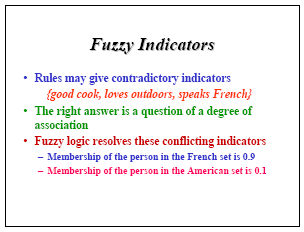 Fuzzy Indicators
• Rules may give contradictory indicators
{good cook, loves outdoors, speaks French}
• The right answer is a question of a degree of
association
• Fuzzy logic resolves these conflicting indicators
– Membership of the person in the French set is 0.9
– Membership of the person in the American set is 0.1